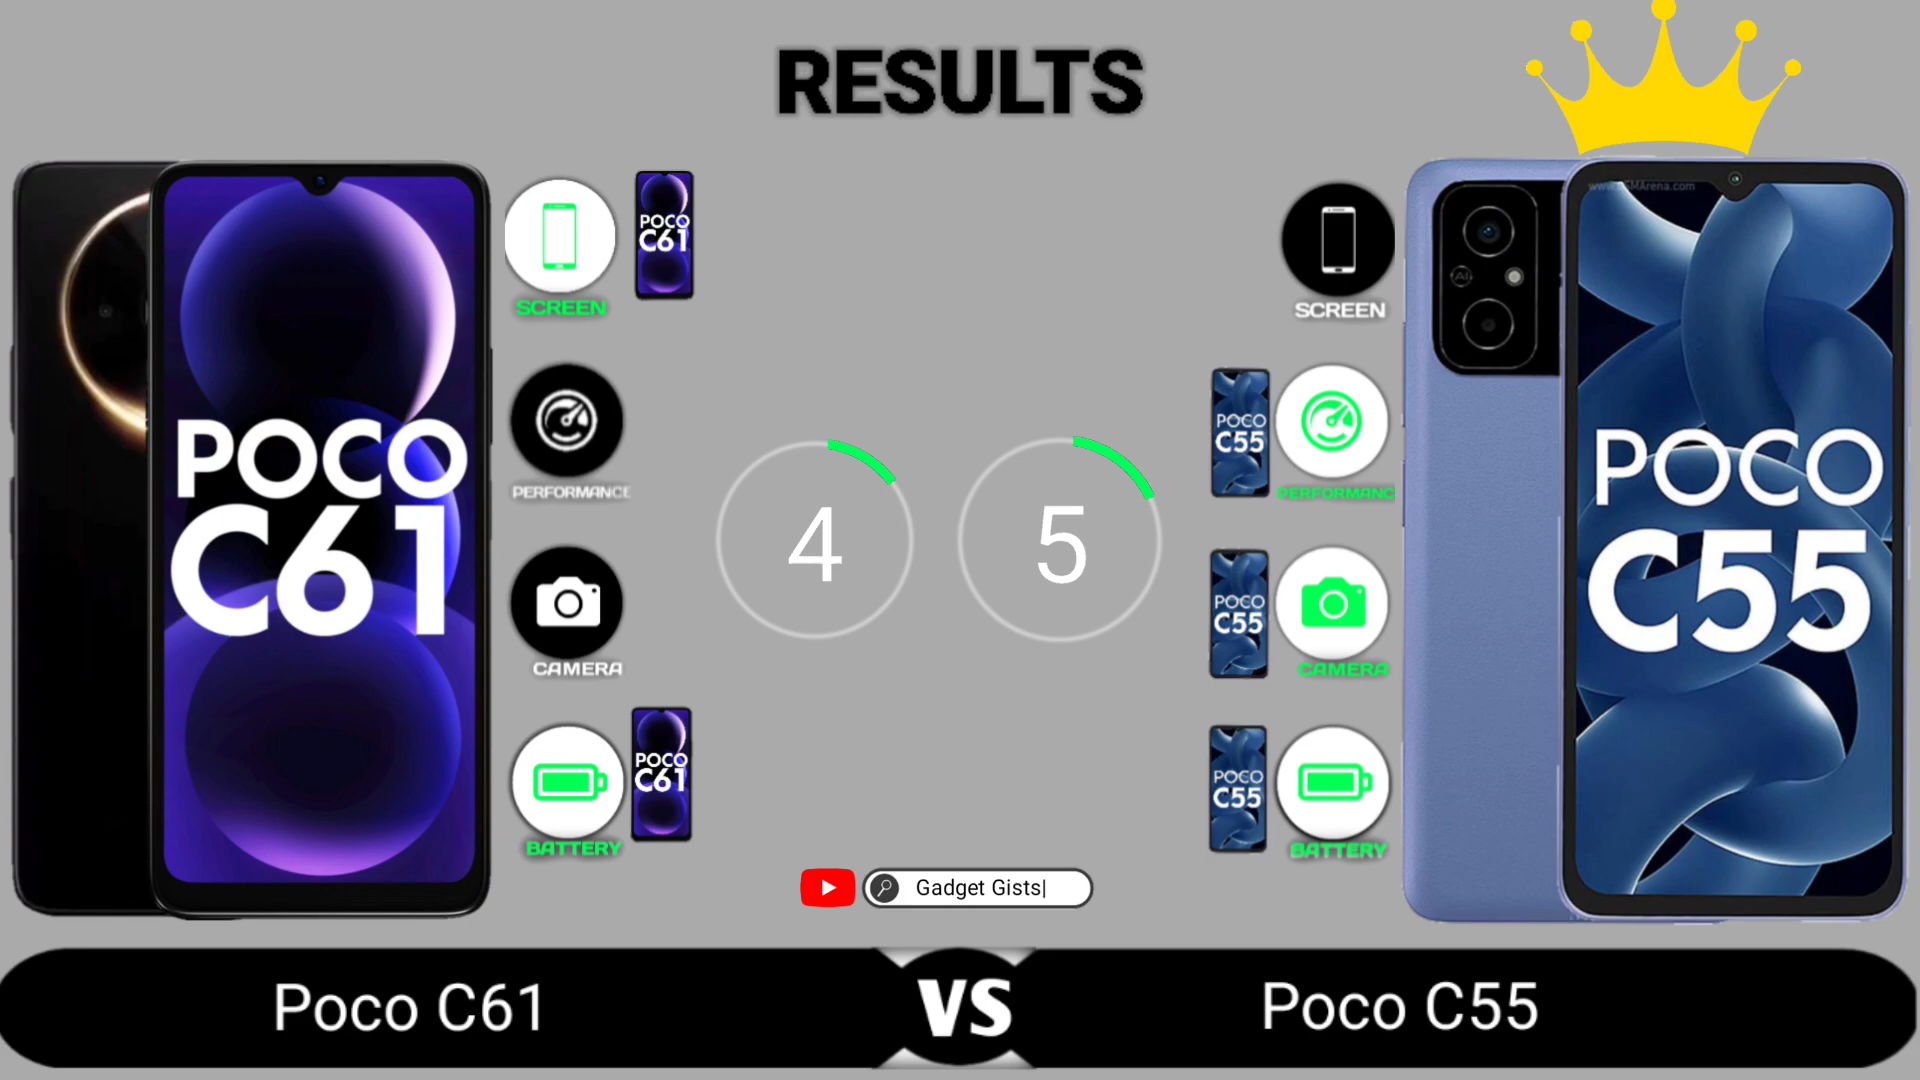 RESULTS
POCO
C61
SCREEN
PERFORMANCE
CAMERA
BATTERY
POCO
C61
POCO
C61
4
5
SCREEN
PERFORMANC
CAMERA
BATTERY
POCO
C55
POCO
C55
POCO
C55
AI
POCO
C55
Gadget Gists|
Poco C61
VS
Poco C55